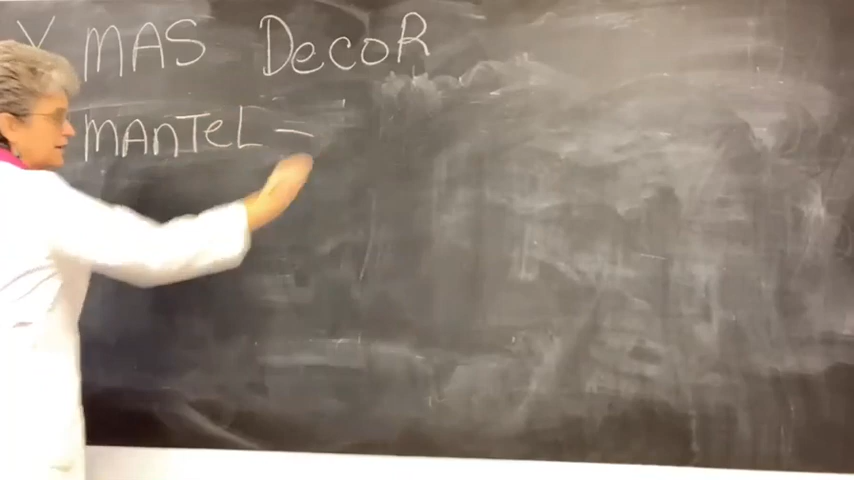 X MAS DecoR
MANTeL =